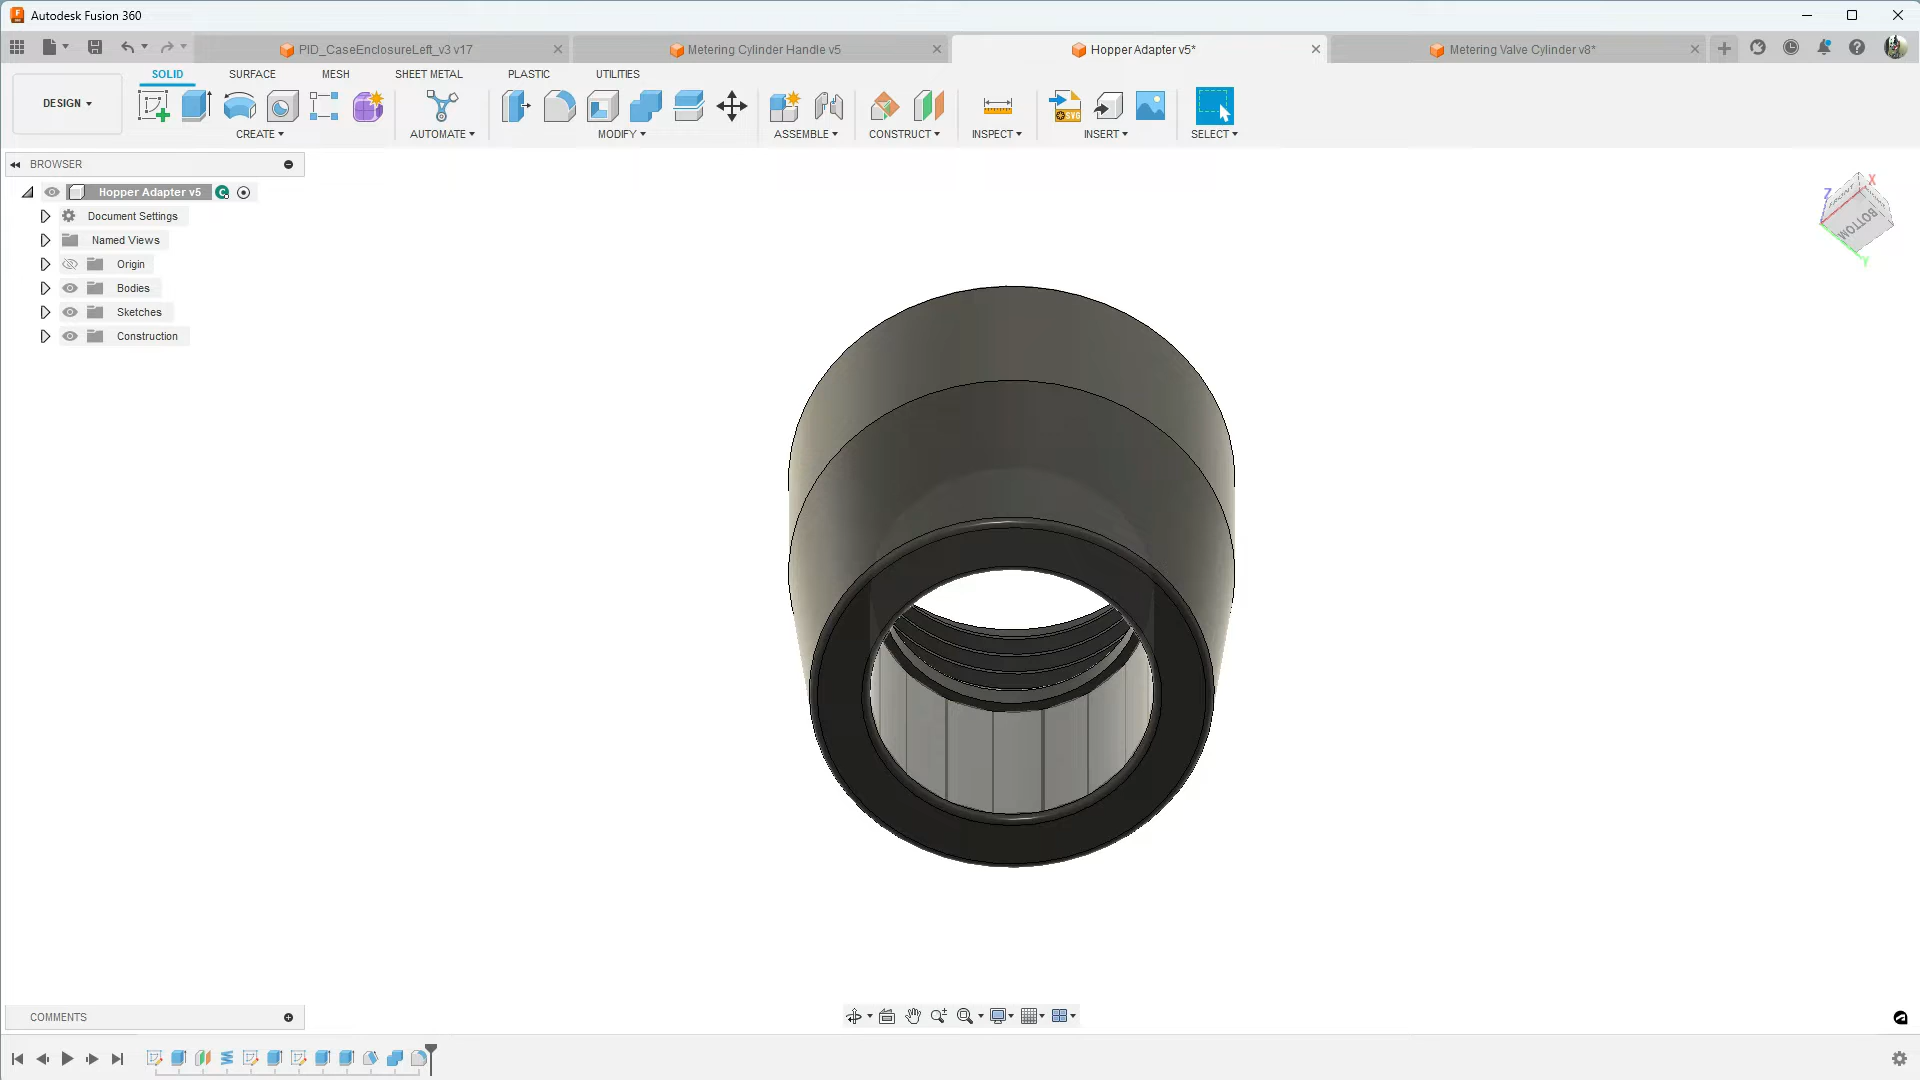 Autodesk Fusion 360
PID_CaseEnclosureLeft_v3 v17
Metering Cylinder Handle v5
Hopper Adapter v5*
Metering Valve Cylinder v8*
DESIGN
SOLID
SURFACE
MESH
SHEET METAL
PLASTIC
UTILITIES
CREATE
AUTOMATE
MODIFY
ASSEMBLE
CONSTRUCT
INSPECT
INSERT
SELECT
SVG
BROWSER
Hopper Adapter v5
Document Settings
Named Views
Origin
Bodies
Sketches
Construction
Z
X
BOTTOM
Y
COMMENTS